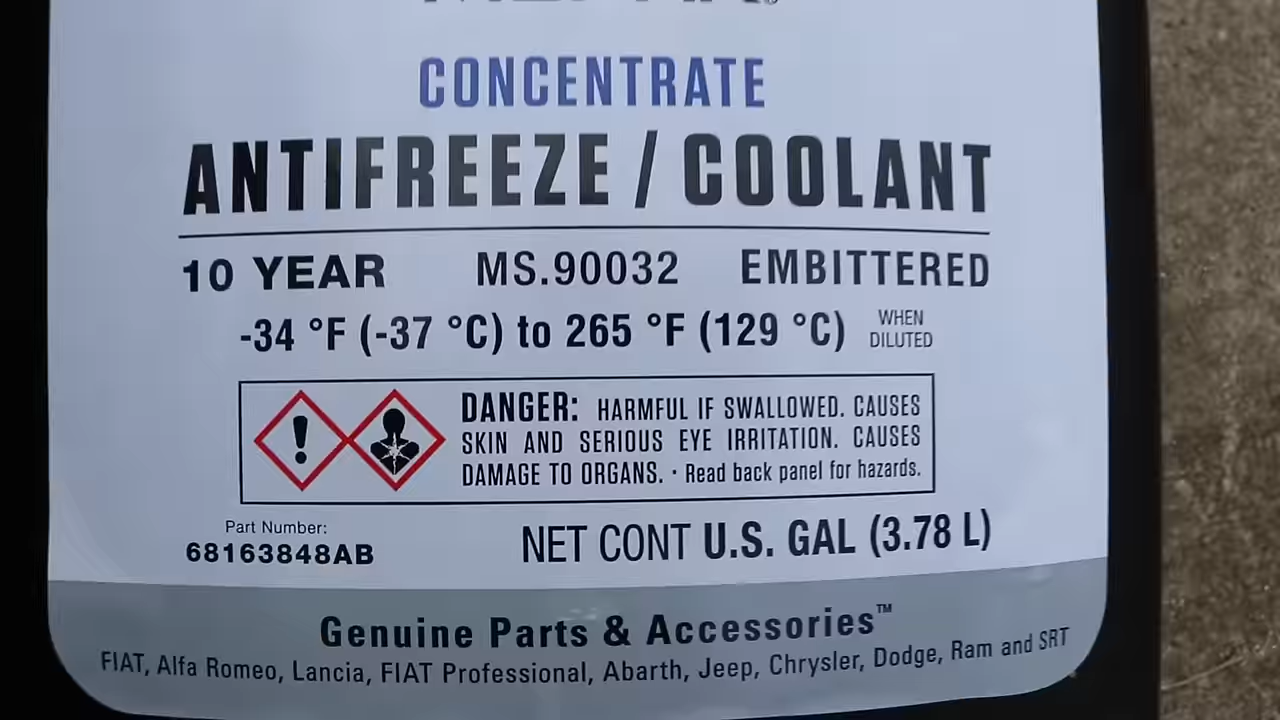 CONCENTRATE
ANTIFREEZE / COOLANT
10 YEAR MS.90032 EMBITTERED
-34 °F (-37 °C) to 265 °F (129 °C) WHEN DILUTED
DANGER: HARMFUL IF SWALLOWED. CAUSES
SKIN AND SERIOUS EYE IRRITATION. CAUSES
DAMAGE TO ORGANS. · Read back panel for hazards.
Part Number:
68163848AB
NET CONT U.S. GAL (3.78 L)
Genuine Parts & Accessories™
FIAT, Alfa Romeo, Lancia, FIAT Professional, Abarth, Jeep, Chrysler, Dodge, Ram and SRT